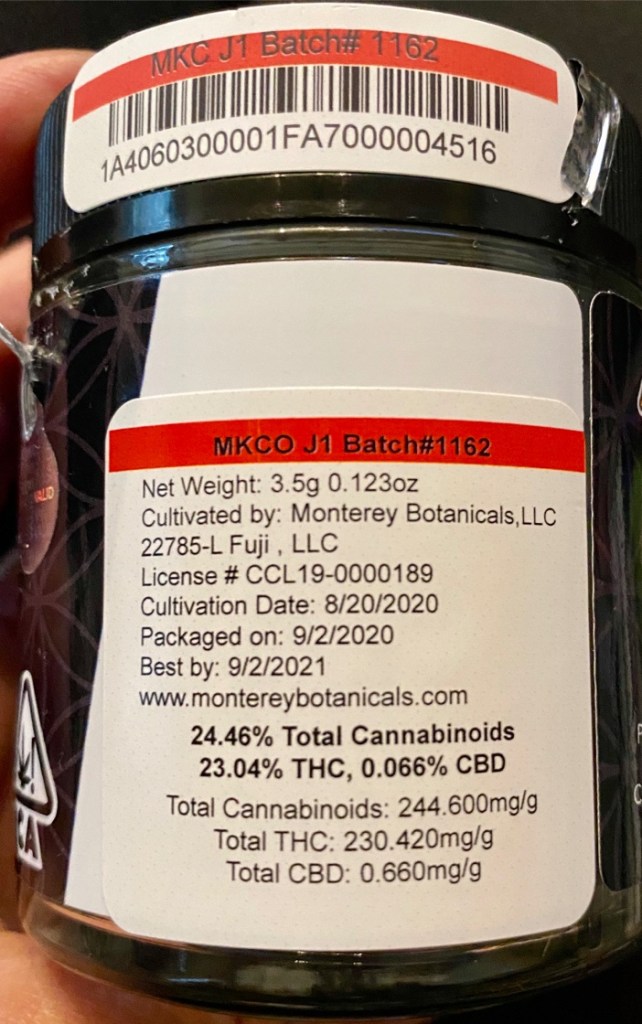 MKC J1 Batch# 1162
1A4060300001FA7000004516
MKCO J1 Batch#1162
Net Weight: 3.5g 0.123oz
Cultivated by: Monterey Botanicals,LLC
22785-L Fuji , LLC
License # CCL19-0000189
Cultivation Date: 8/20/2020
Packaged on: 9/2/2020
Best by: 9/2/2021
www.montereybotanicals.com
24.46% Total Cannabinoids
23.04% THC, 0.066% CBD
Total Cannabinoids: 244.600mg/g
Total THC: 230.420mg/g
Total CBD: 0.660mg/g
CA